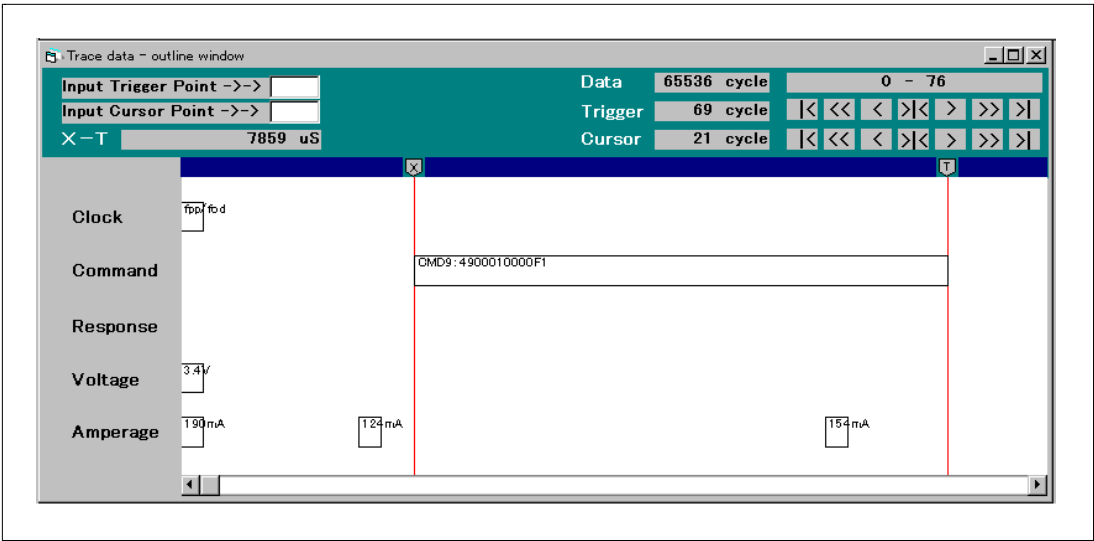 Trace data - outline window
Input Trigger Point ->-> Data 65536 cycle 0 - 76
Input Cursor Point ->-> Trigger 69 cycle |< << < >|< > >> >|
X-T 7859 uS Cursor 21 cycle |< << < >|< > >> >|
X T
Clock fpp/fod
Command CMD9:4900010000F1
Response
Voltage 3.4V
Amperage 190mA 124mA 154mA